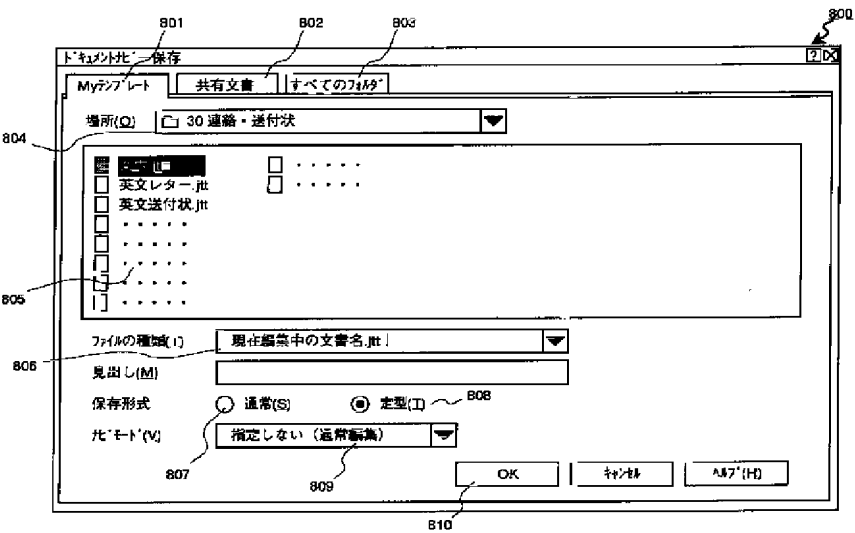 800
801
802
803
ドキュメントナビ - 保存
Myテンプレート 共有文書 すべてのフォルダ
場所(O) 30 連絡・送付状
804
英文レター.jtt
英文送付状.jtt
805
ファイルの種類(T) 現在編集中の文書名.jtt
806
見出し(M)
保存形式 通常(S) 定型(I) 808
ナビモード(V) 指定しない（通常編集）
807
809
OK キャンセル ヘルプ(H)
810